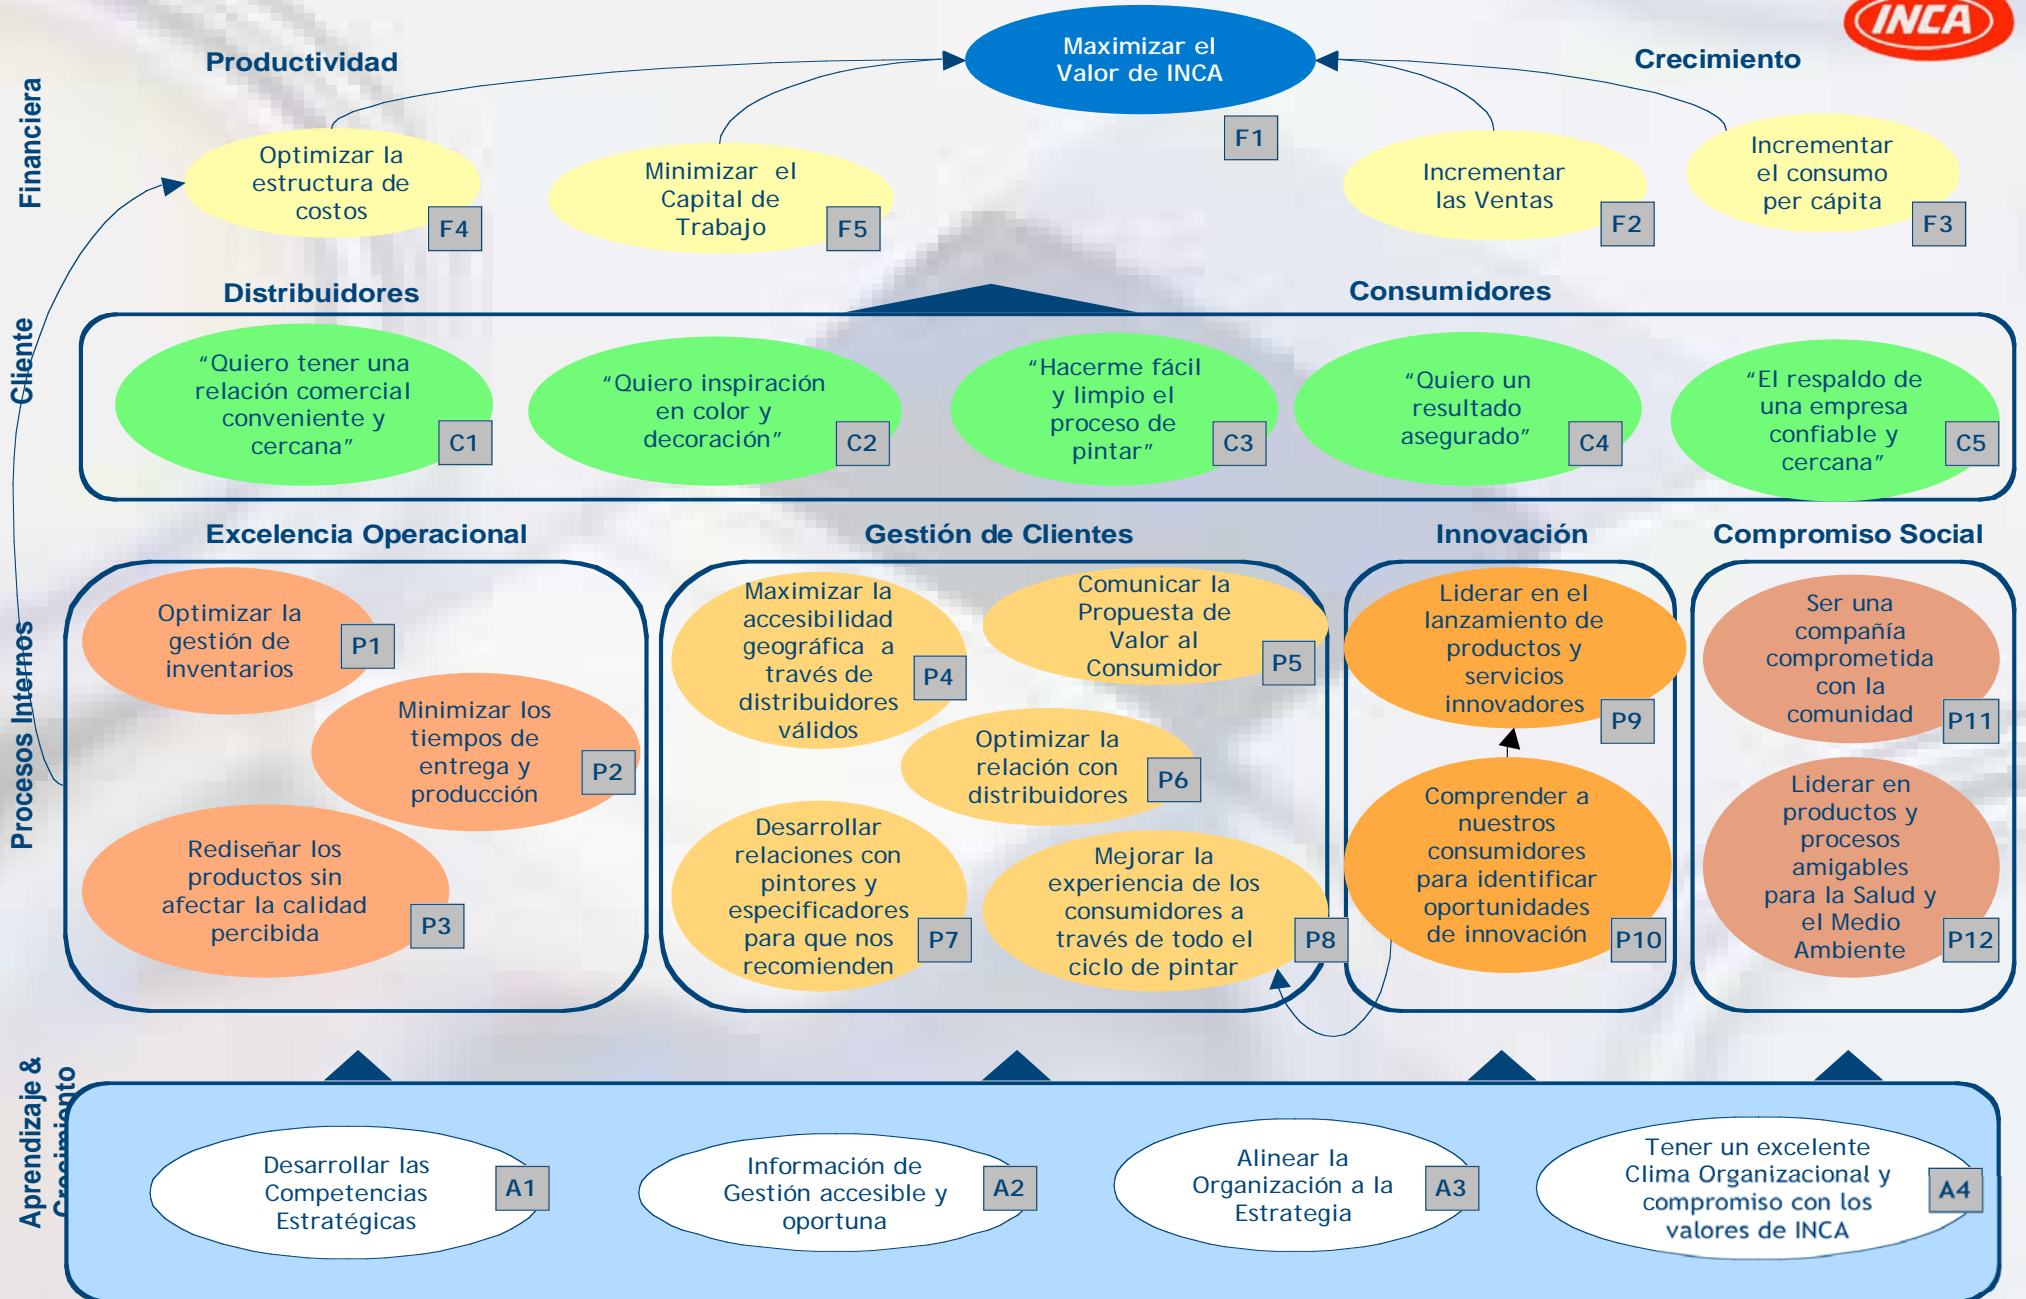 INCA
Productividad
Maximizar el
Valor de INCA
Crecimiento
Financiera
F1
Optimizar la
estructura de
costos
F4
Minimizar el
Capital de
Trabajo
F5
Incrementar
las Ventas
F2
Incrementar
el consumo
per cápita
F3
Distribuidores
Consumidores
Cliente
“Quiero tener una
relación comercial
conveniente y
cercana”
C1
“Quiero inspiración
en color y
decoración”
C2
“Hacerme fácil
y limpio el
proceso de
pintar”
C3
“Quiero un
resultado
asegurado”
C4
“El respaldo de
una empresa
confiable y
cercana”
C5
Excelencia Operacional
Gestión de Clientes
Innovación
Compromiso Social
Procesos Internos
Optimizar la
gestión de
inventarios
P1
Minimizar los
tiempos de
entrega y
producción
P2
Rediseñar los
productos sin
afectar la calidad
percibida
P3
Maximizar la
accesibilidad
geográfica a
través de
distribuidores
válidos
P4
Comunicar la
Propuesta de
Valor al
Consumidor
P5
Optimizar la
relación con
distribuidores
P6
Desarrollar
relaciones con
pintores y
especificadores
para que nos
recomienden
P7
Mejorar la
experiencia de los
consumidores a
través de todo el
ciclo de pintar
P8
Liderar en el
lanzamiento de
productos y
servicios
innovadores
P9
Comprender a
nuestros
consumidores
para identificar
oportunidades
de innovación
P10
Ser una
compañía
comprometida
con la
comunidad
P11
Liderar en
productos y
procesos
amigables
para la Salud y
el Medio
Ambiente
P12
Aprendizaje &
Crecimiento
Desarrollar las
Competencias
Estratégicas
A1
Información de
Gestión accesible y
oportuna
A2
Alinear la
Organización a la
Estrategia
A3
Tener un excelente
Clima Organizacional y
compromiso con los
valores de INCA
A4